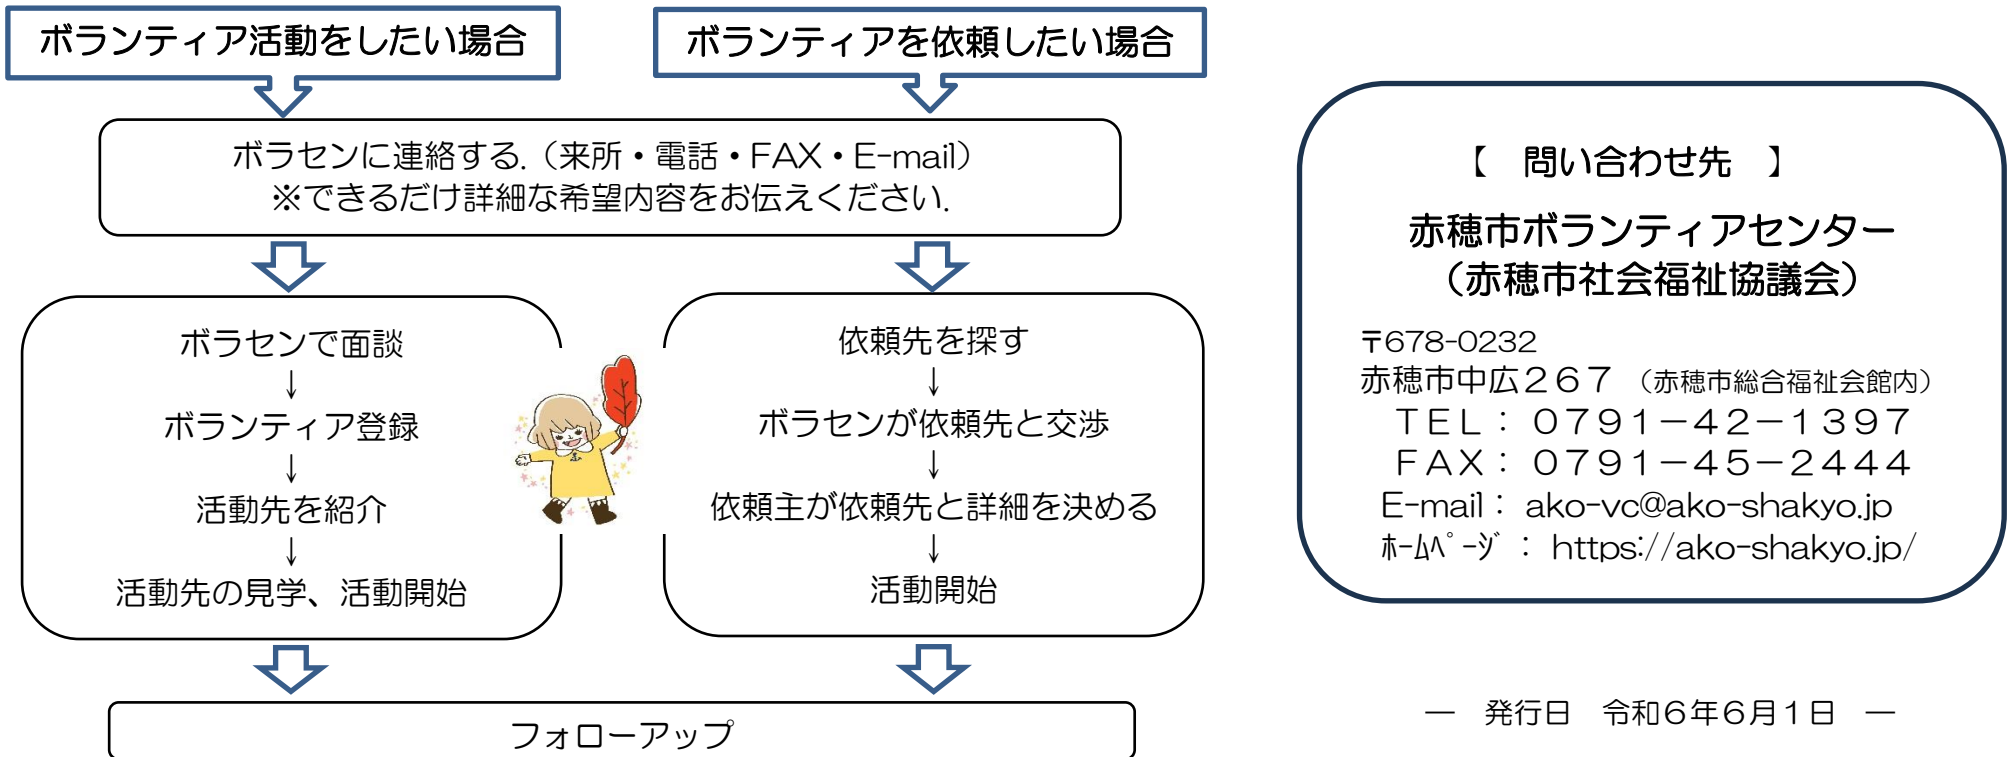 ボランティア活動をしたい場合
ボランティアを依頼したい場合
ボラセンに連絡する.（来所・電話・FAX・E-mail）
※できるだけ詳細な希望内容をお伝えください.
ボラセンで面談
↓
ボランティア登録
↓
活動先を紹介
↓
活動先の見学、活動開始
依頼先を探す
↓
ボラセンが依頼先と交渉
↓
依頼主が依頼先と詳細を決める
↓
活動開始
フォローアップ
【　問い合わせ先　】
赤穂市ボランティアセンター
（赤穂市社会福祉協議会）
〒678-0232
赤穂市中広２６７（赤穂市総合福祉会館内）
ＴＥＬ：０７９１－４２－１３９７
ＦＡＸ：０７９１－４５－２４４４
E-mail： ako-vc@ako-shakyo.jp
ﾎｰﾑﾍﾟｰｼﾞ： https://ako-shakyo.jp/
―　発行日　令和６年６月１日　―